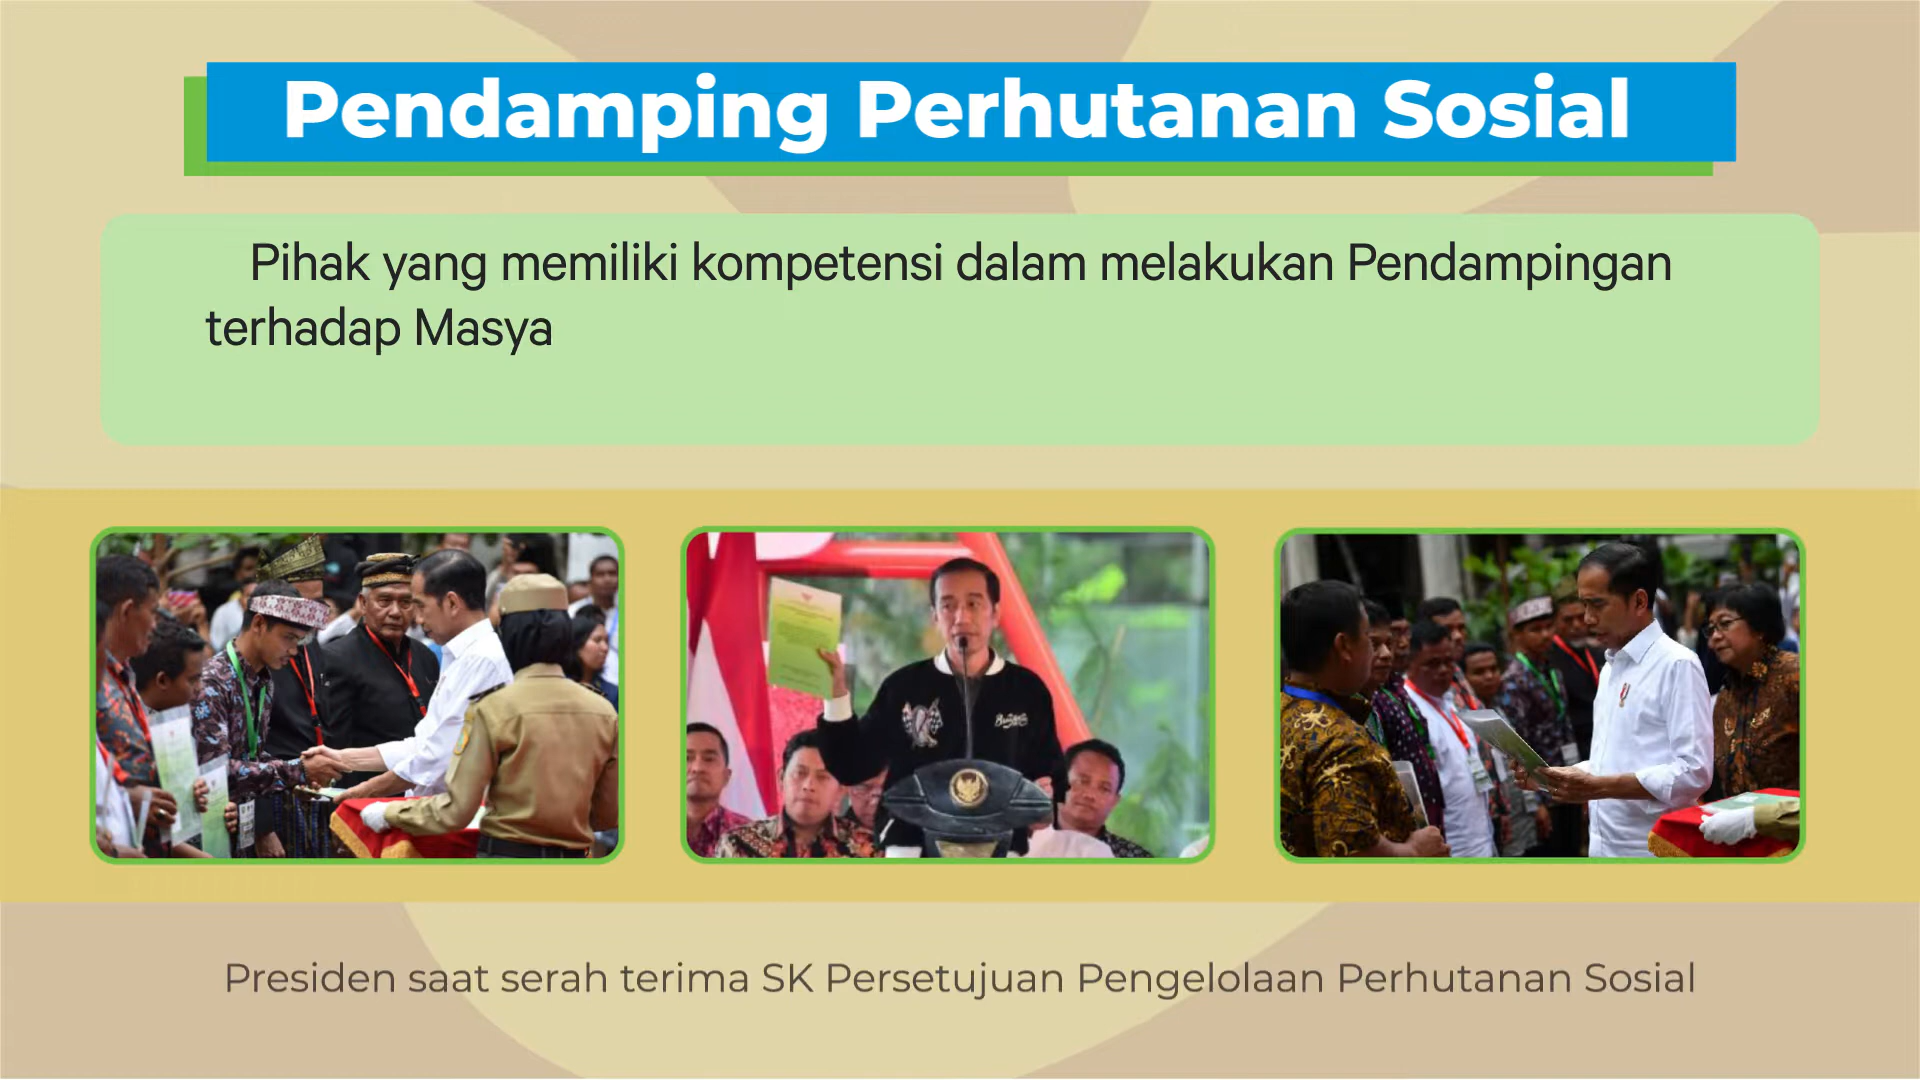 Pendamping Perhutanan Sosial
Pihak yang memiliki kompetensi dalam melakukan Pendampingan
terhadap Masya
Presiden saat serah terima SK Persetujuan Pengelolaan Perhutanan Sosial